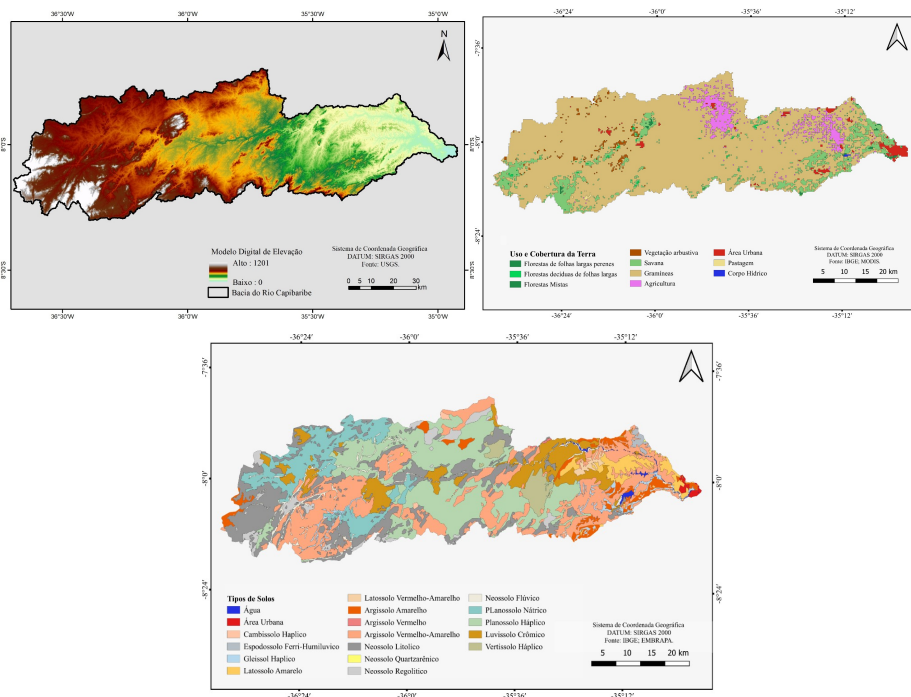 36°30'W 36°0'W 35°30'W 35°0'W
N
8°0'S
8°0'S
Modelo Digital de Elevação
Alto : 1201
Baixo : 0
Bacia do Rio Capibaribe
Sistema de Coordenada Geográfica
DATUM: SIRGAS 2000
Fonte: USGS.
0 5 10 20 30
km
8°30'S
8°30'S
36°30'W 36°0'W 35°30'W 35°0'W
-36°24' -36°0' -35°36' -35°12'
-7°36'
-7°36'
-8°0'
-8°0'
-8°24'
-8°24'
Uso e Cobertura da Terra
Florestas de folhas largas perenes
Florestas decíduas de folhas largas
Florestas Mistas
Vegetação arbustiva
Savana
Gramíneas
Agricultura
Área Urbana
Pastagem
Corpo Hídrico
Sistema de Coordenada Geográfica
DATUM: SIRGAS 2000
Fonte: IBGE; MODIS.
5 10 15 20 km
-36°24' -36°0' -35°36' -35°12'
-36°24' -36°0' -35°36' -35°12'
-7°36'
-7°36'
-8°0'
-8°0'
-8°24'
-8°24'
Tipos de Solos
Água
Área Urbana
Cambissolo Haplico
Espodossolo Ferri-Humiluvico
Gleissol Haplico
Latossolo Amarelo
Latossolo Vermelho-Amarelho
Argissolo Amarelo
Argissolo Vermelho
Argissolo Vermelho-Amarelo
Neossolo Litolico
Neossolo Quartzarênico
Neossolo Regolitico
Neossolo Flúvico
PLanossolo Nátrico
Planossolo Háplico
Luvissolo Crômico
Vertissolo Háplico
Sistema de Coordenada Geográfica
DATUM: SIRGAS 2000
Fonte: IBGE; EMBRAPA.
5 10 15 20 km
-36°24' -36°0' -35°36' -35°12'